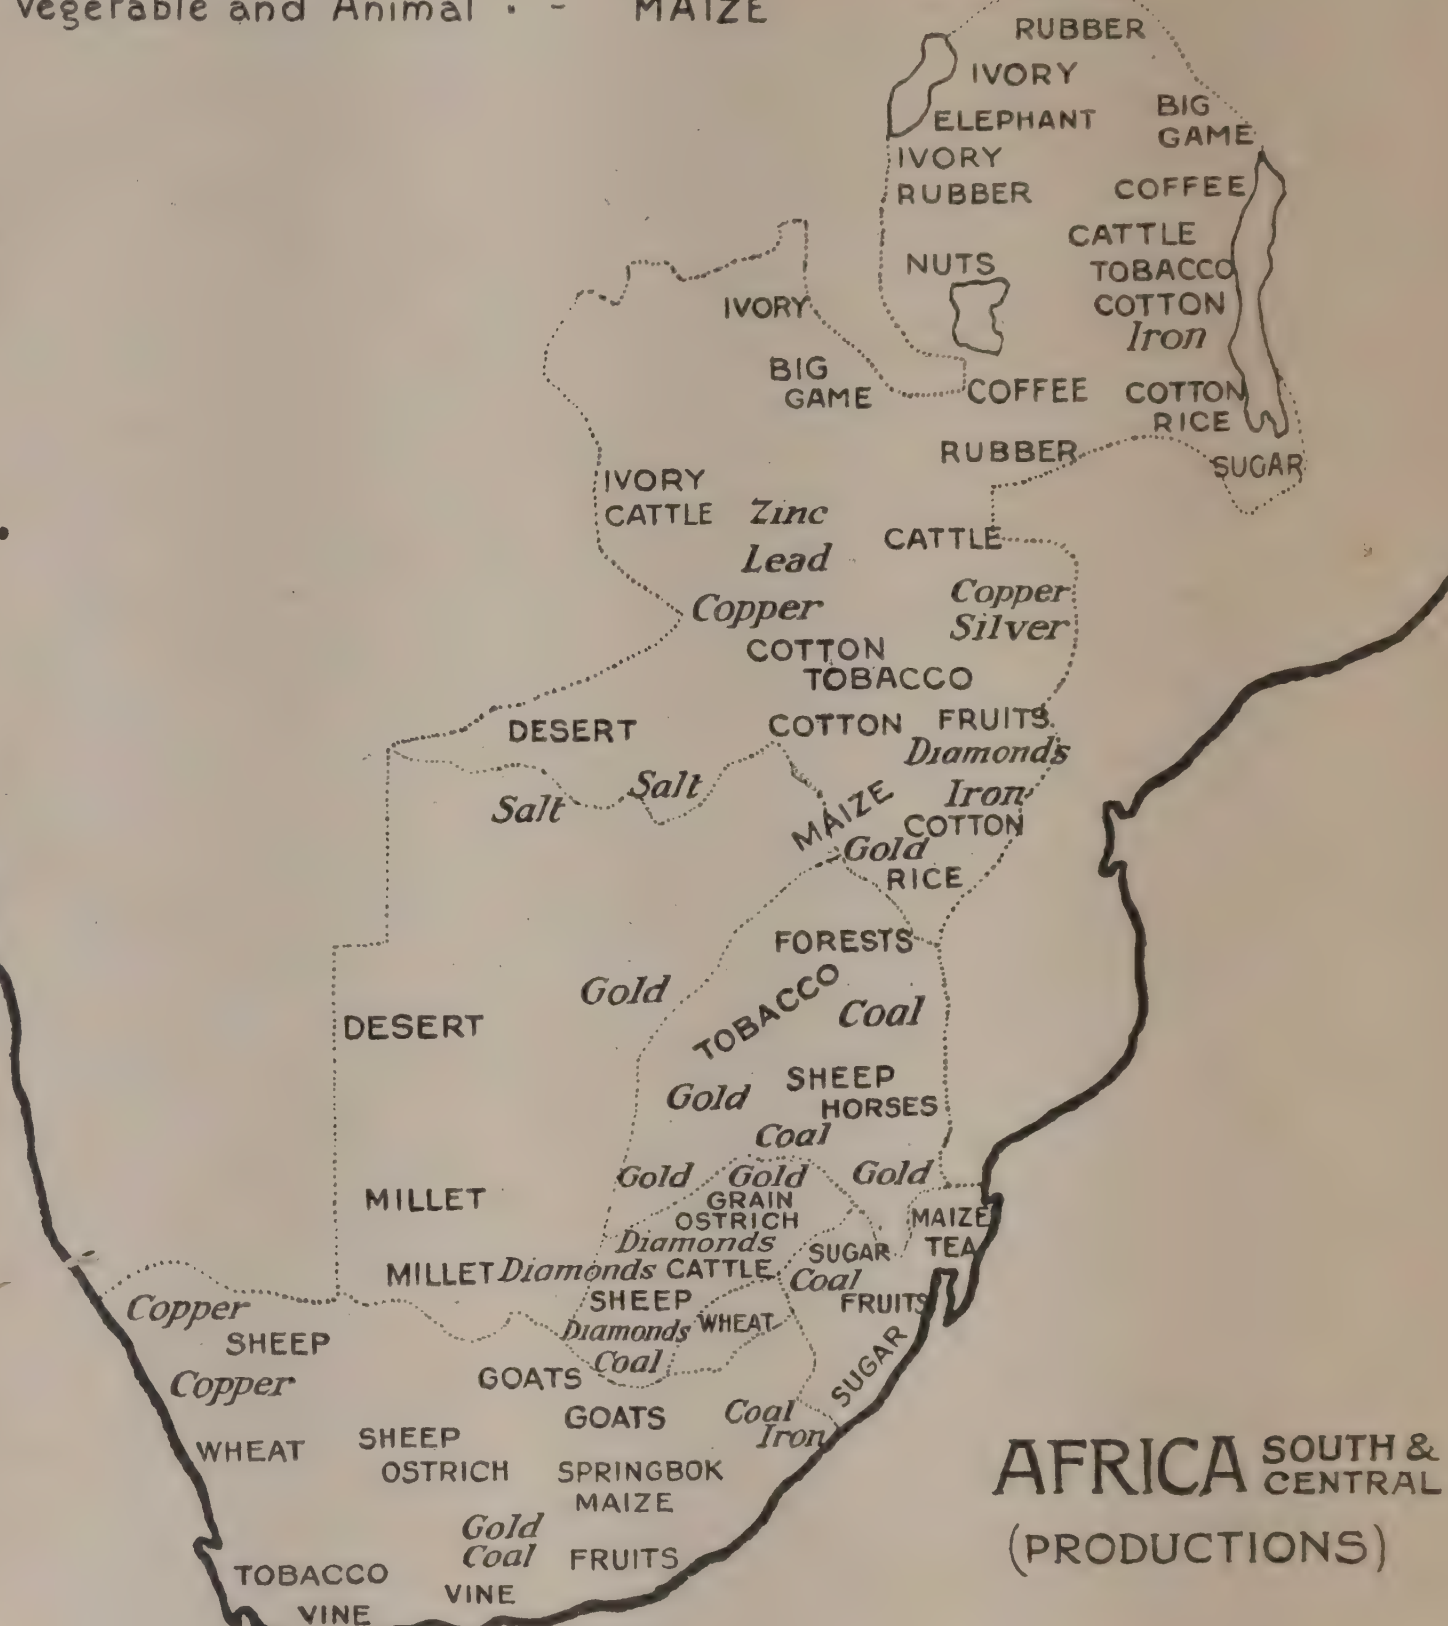 Vegetable and Animal · - MAIZE
RUBBER
IVORY
ELEPHANT
BIG
GAME
IVORY
RUBBER
COFFEE
CATTLE
NUTS
TOBACCO
COTTON
IVORY
Iron
BIG
GAME
COFFEE
COTTON
RICE
RUBBER
SUGAR
IVORY
CATTLE
Zinc
CATTLE
Lead
Copper
Copper
Silver
COTTON
TOBACCO
DESERT
COTTON
FRUITS
Diamonds
Salt
Salt
MAIZE
Iron
COTTON
Gold
RICE
FORESTS
Gold
TOBACCO
Coal
DESERT
SHEEP
Gold
HORSES
Coal
Gold
Gold
Gold
MILLET
GRAIN
OSTRICH
MAIZE
TEA
Diamonds
SUGAR
MILLET
Diamonds
CATTLE
Coal
FRUITS
SHEEP
Copper
Diamonds
WHEAT
SHEEP
Coal
SUGAR
Copper
GOATS
GOATS
Coal
Iron
WHEAT
SHEEP
OSTRICH
SPRINGBOK
MAIZE
Gold
Coal
FRUITS
TOBACCO
VINE
VINE
AFRICA SOUTH &
CENTRAL
(PRODUCTIONS)